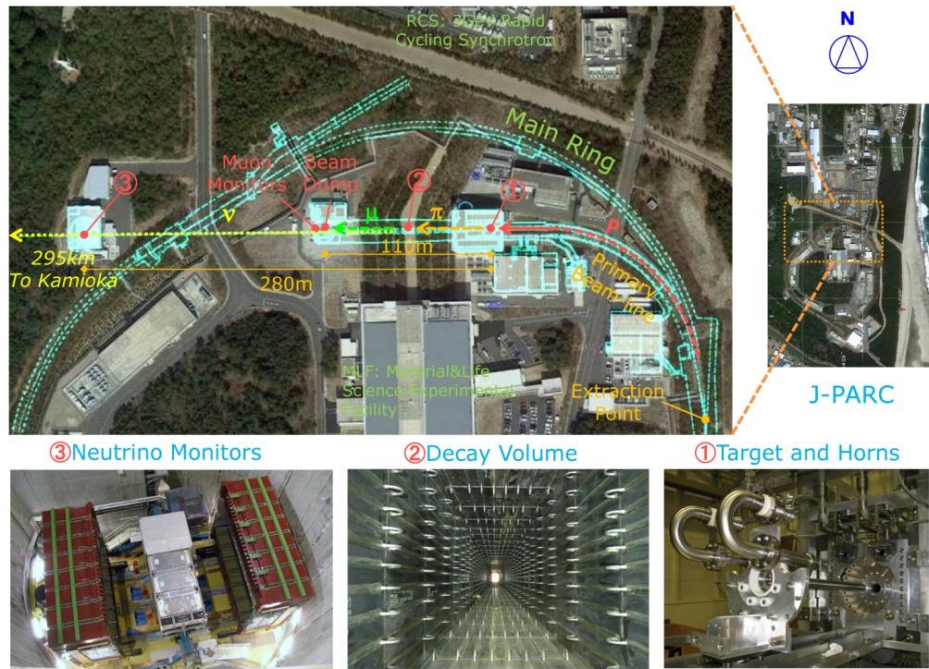 RCS: 3GeV Rapid
Cycling Synchrotron
N
Main Ring
③
Muon
Monitors
Beam
Dump
②
①
ν
μ
π
p
110m
295km
To Kamioka
280m
Primary
Beam-line
MLF: Material&Life
Science Experimental
Facility
Extraction
Point
J-PARC
③Neutrino Monitors
②Decay Volume
①Target and Horns